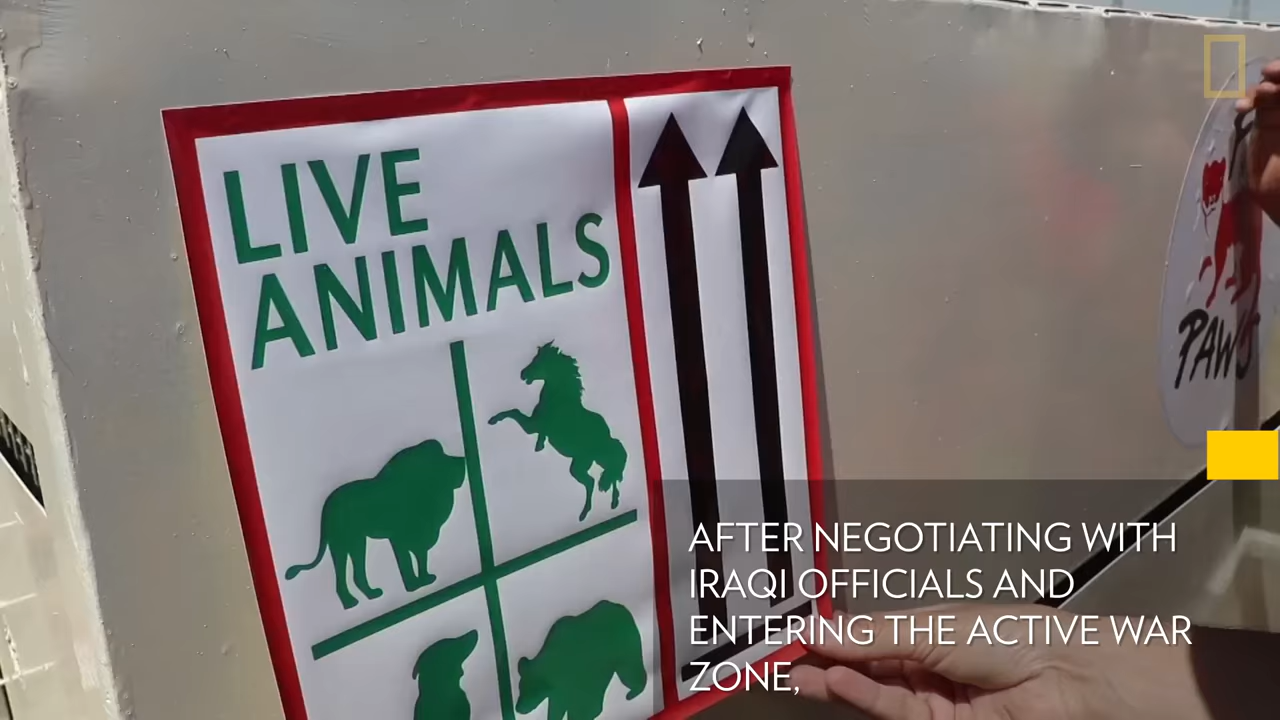 LIVE
ANIMALS
PAWS
AFTER NEGOTIATING WITH
IRAQI OFFICIALS AND
ENTERING THE ACTIVE WAR
ZONE,